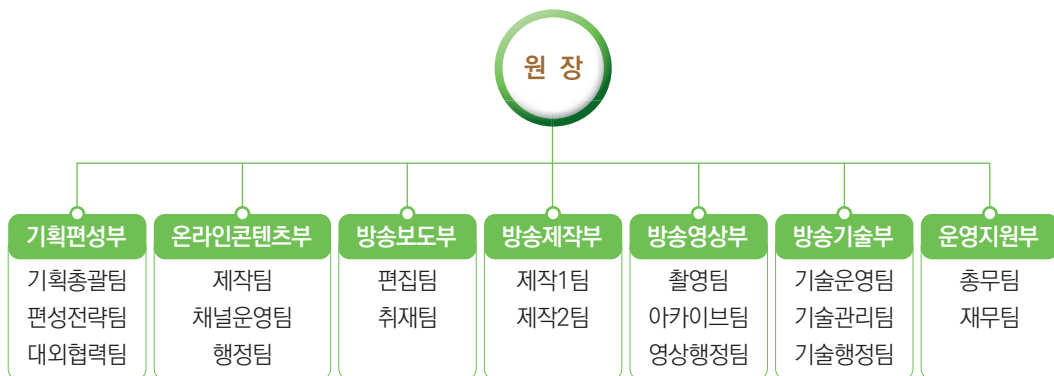 원 장
기획편성부
기획총괄팀
편성전략팀
대외협력팀
온라인콘텐츠부
제작팀
채널운영팀
행정팀
방송보도부
편집팀
취재팀
방송제작부
제작1팀
제작2팀
방송영상부
촬영팀
아카이브팀
영상행정팀
방송기술부
기술운영팀
기술관리팀
기술행정팀
운영지원부
총무팀
재무팀